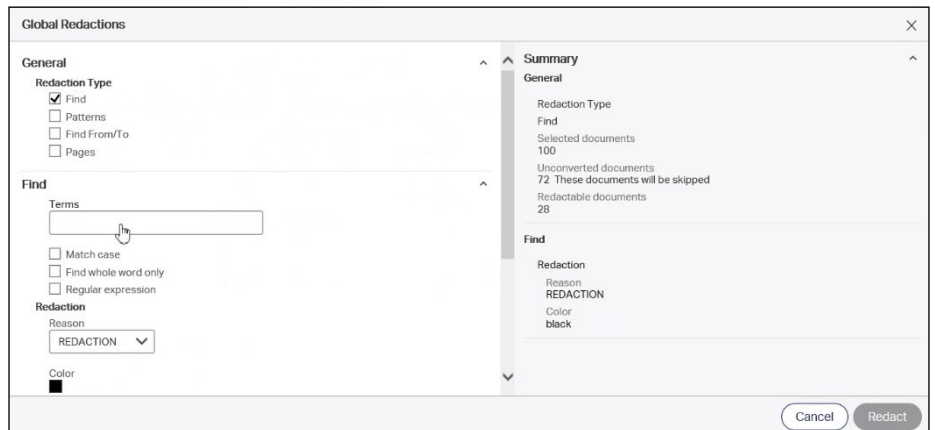 Global Redactions
General
Redaction Type
Find
Patterns
Find From/To
Pages
Find
Terms
Match case
Find whole word only
Regular expression
Redaction
Reason
REDACTION
Color
Summary
General
Redaction Type
Find
Selected documents
100
Unconverted documents
72 These documents will be skipped
Redactable documents
28
Find
Redaction
Reason
REDACTION
Color
black
Cancel
Redact